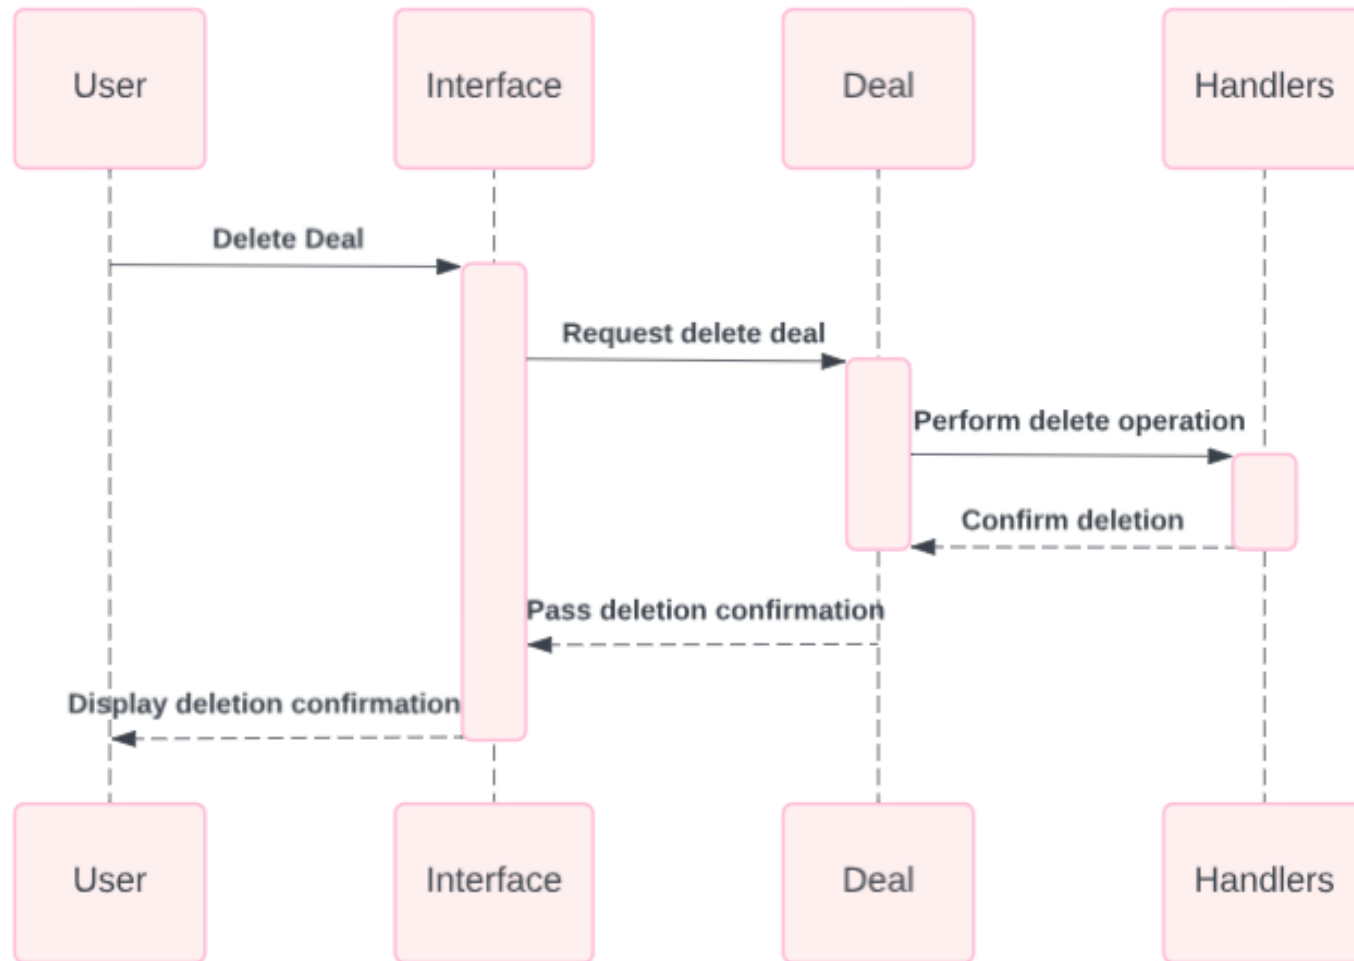 User
Interface
Deal
Handlers
Delete Deal
Request delete deal
Perform delete operation
Confirm deletion
Pass deletion confirmation
Display deletion confirmation
User
Interface
Deal
Handlers